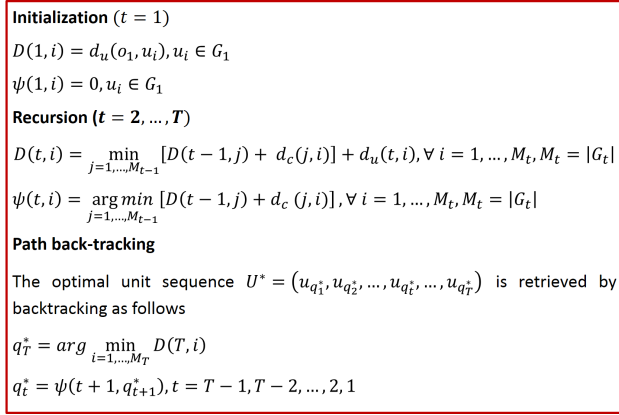 Initialization (t = 1)
D(1, i) = d_u(o_1, u_i), u_i ∈ G_1
ψ(1, i) = 0, u_i ∈ G_1
Recursion (t = 2, ..., T)
D(t, i) = min_{j=1,...,M_{t−1}} [D(t − 1, j) + d_c(j, i)] + d_u(t, i), ∀ i = 1, ..., M_t, M_t = |G_t|
ψ(t, i) = arg min_{j=1,...,M_{t−1}} [D(t − 1, j) + d_c (j, i)], ∀ i = 1, ..., M_t, M_t = |G_t|
Path back-tracking
The optimal unit sequence U* = (u_{q_1^*}, u_{q_2^*}, ..., u_{q_t^*}, ..., u_{q_T^*}) is retrieved by
backtracking as follows
q_T^* = arg min_{i=1,...,M_T} D(T, i)
q_t^* = ψ(t + 1, q_{t+1}^*), t = T − 1, T − 2, ..., 2, 1